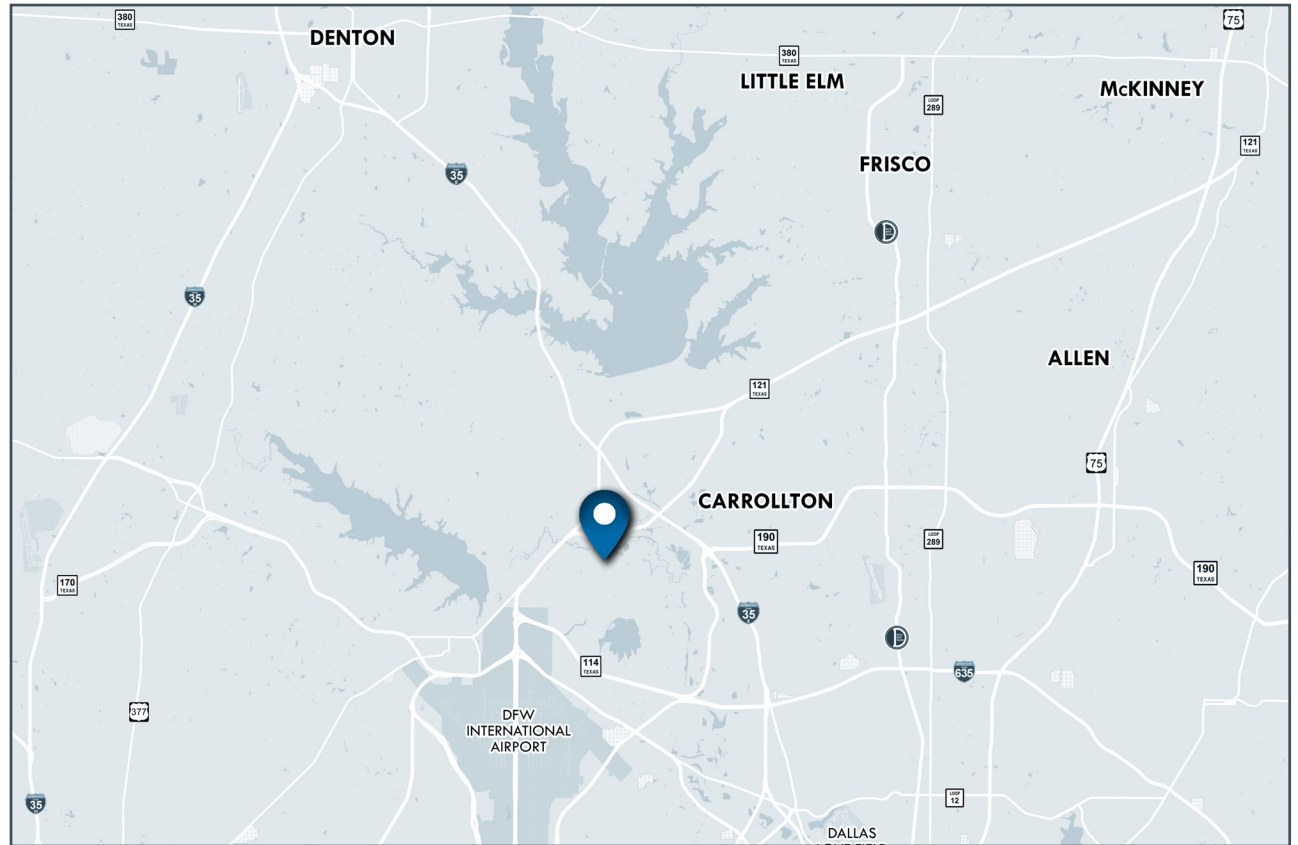 380
TEXAS
75
DENTON
380
TEXAS
LITTLE ELM
McKINNEY
LOOP
289
121
TEXAS
FRISCO
35
D
35
ALLEN
121
TEXAS
75
CARROLLTON
190
TEXAS
LOOP
289
170
TEXAS
190
TEXAS
35
D
114
TEXAS
635
377
DFW
INTERNATIONAL
AIRPORT
35
LOOP
12
DALLAS
LOVE FIELD